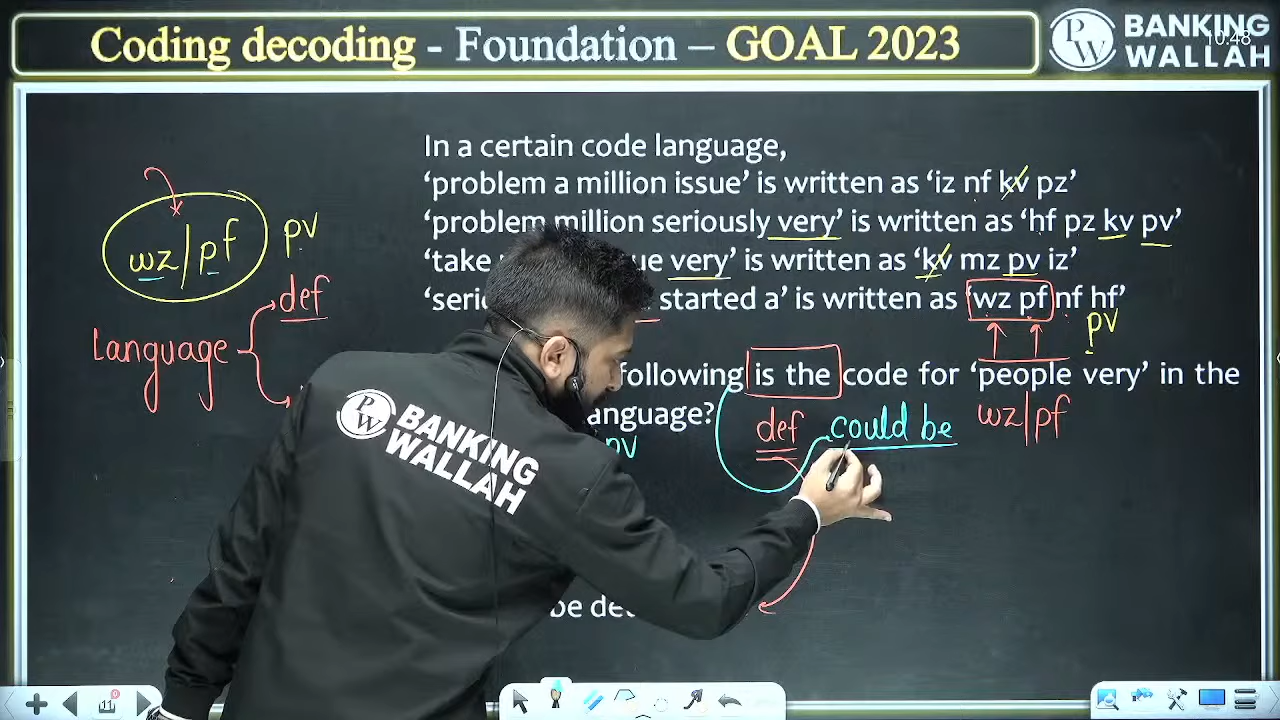 Coding decoding - Foundation – GOAL 2023
PW BANKING WALLAH
10:48
In a certain code language,
‘problem a million issue’ is written as ‘iz nf kv pz’
‘problem million seriously very’ is written as ‘hf pz kv pv’
‘take ue very’ is written as ‘kv mz pv iz’
‘serio started a’ is written as ‘wz pf nf hf’
pv
following is the code for ‘people very’ in the
anguage?
wz/pf pv
def
Language
def could be
wz/pf
pv
be de
PW BANKING WALLAH